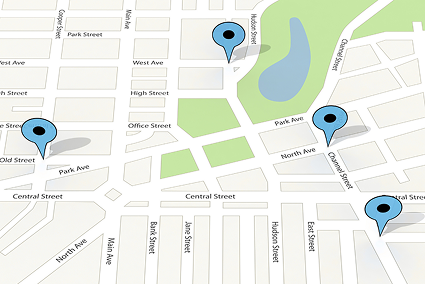 Cooper Street
Main Ave
Hudson Street
Park Street
Channel Street
West Ave
West Ave
High Street
High Street
Park Ave
Office Street
Old Street
North Ave
Park Ave
Channel Street
Central Street
Central Street
Central Street
North Ave
Main Ave
Bank Street
Jane Street
Hudson Street
East Street